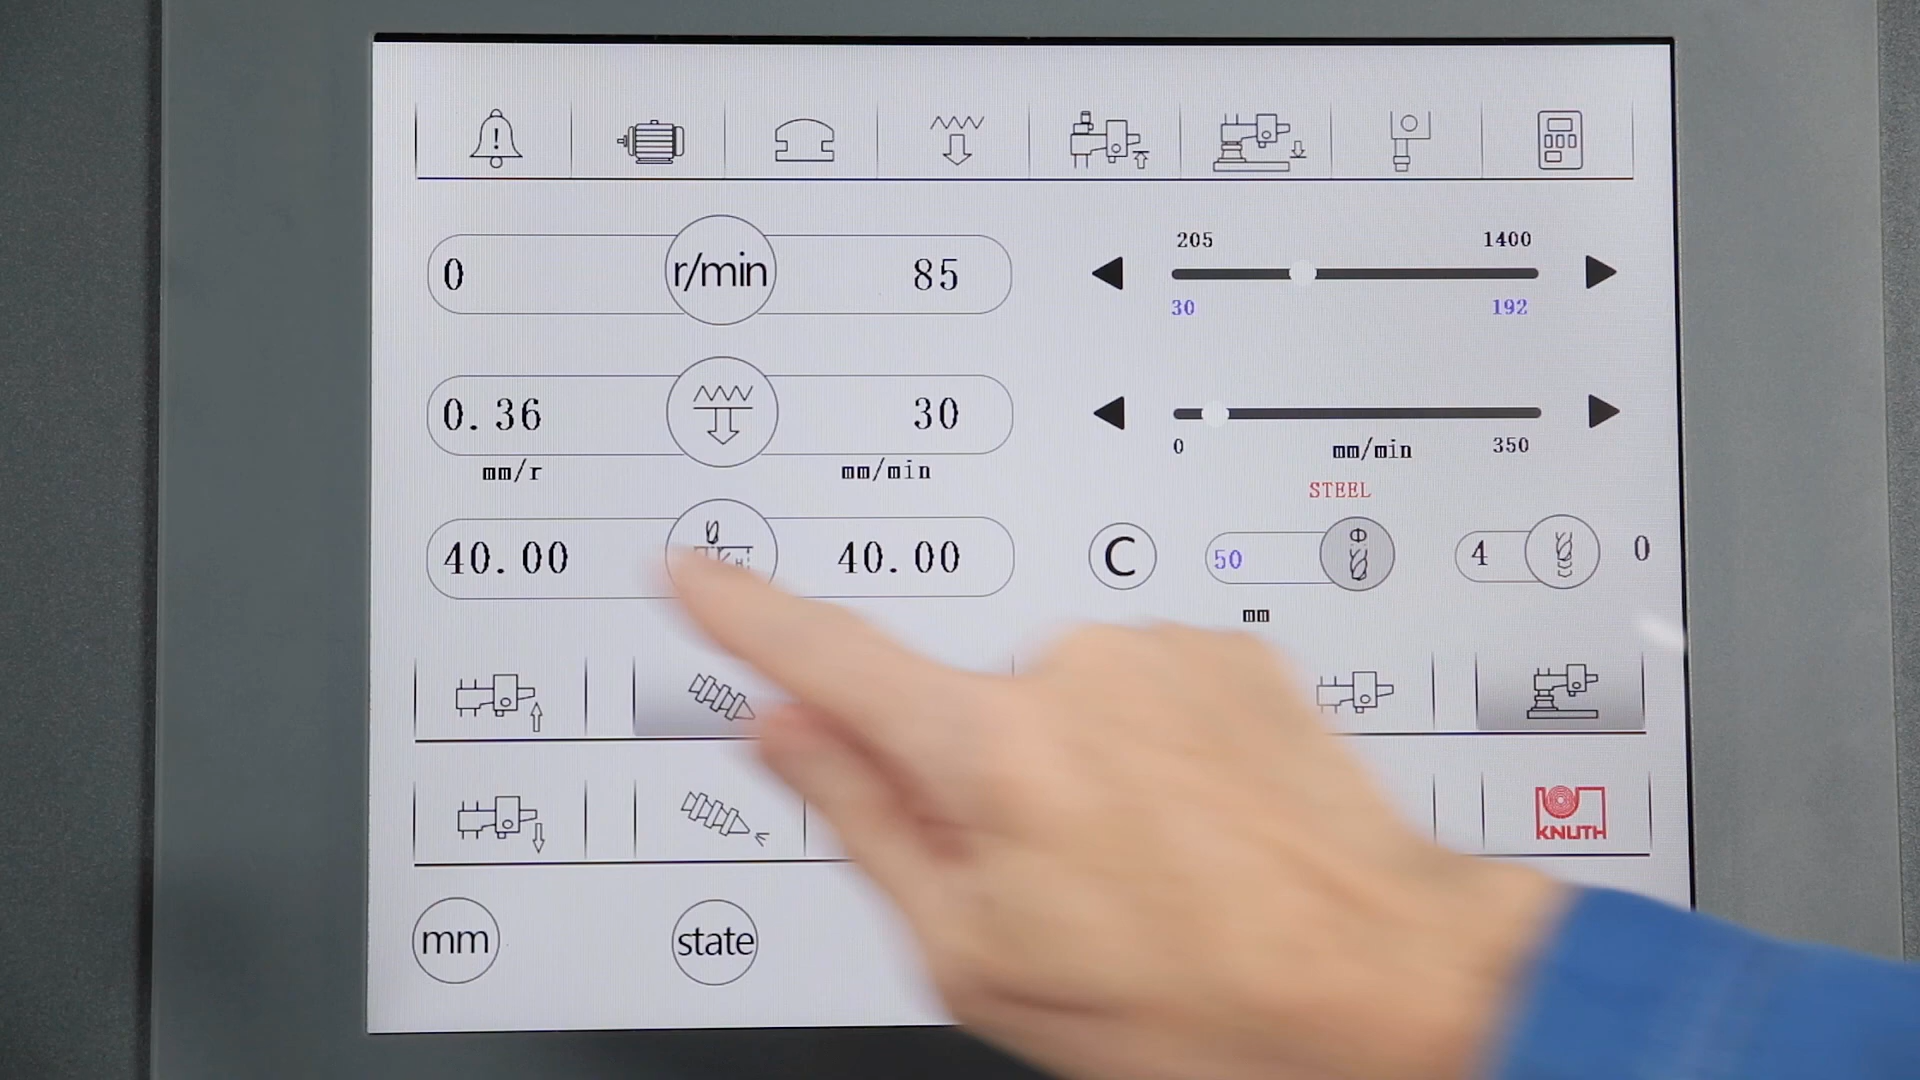 !
205 1400
0 r/min 85
30 192
0.36 30
0 mm/min 350
mm/r mm/min
STEEL
40.00 H 40.00 C 50 Φ 4 0
mm
KNUTH
mm state